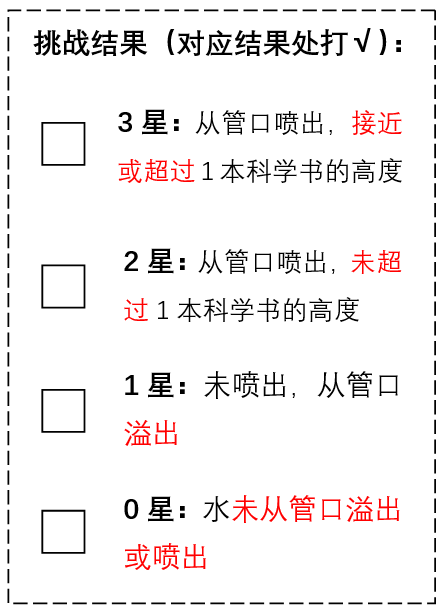 挑战结果（对应结果处打√）：
3 星：从管口喷出，接近
或超过 1 本科学书的高度
2 星：从管口喷出，未超
过 1 本科学书的高度
1 星：未喷出，从管口
溢出
0 星：水未从管口溢出
或喷出